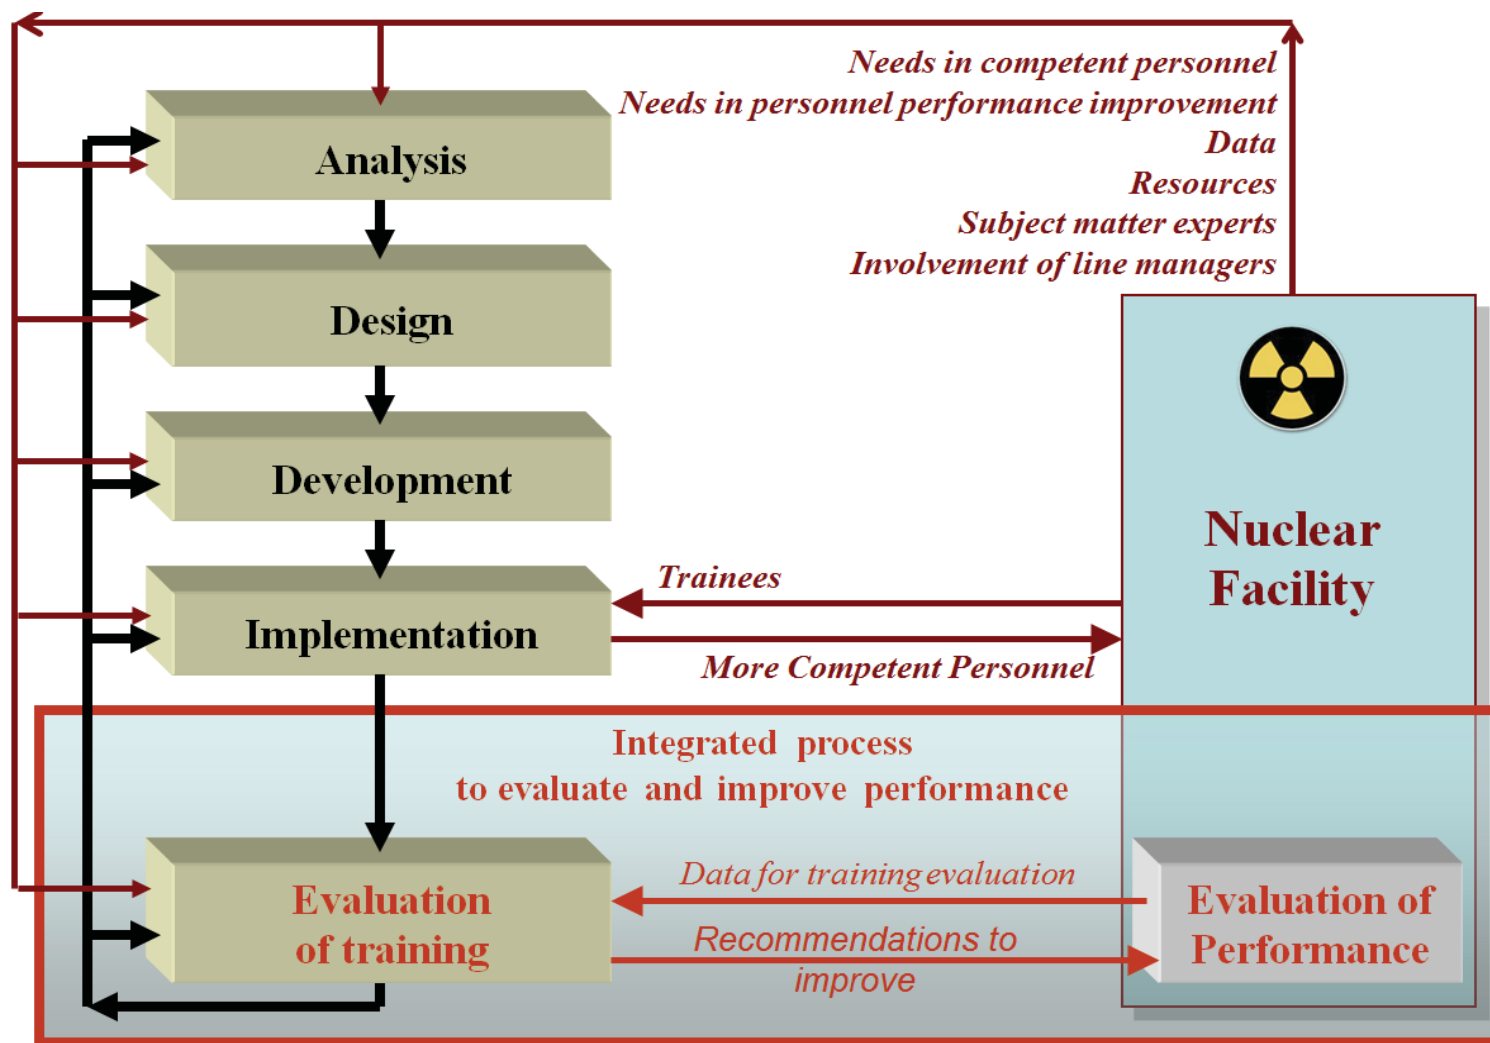 Needs in competent personnel
Needs in personnel performance improvement
Data
Resources
Subject matter experts
Involvement of line managers
Analysis
Design
Development
Implementation
Trainees
More Competent Personnel
Nuclear
Facility
Integrated process
to evaluate and improve performance
Evaluation
of training
Data for training evaluation
Recommendations to
improve
Evaluation of
Performance